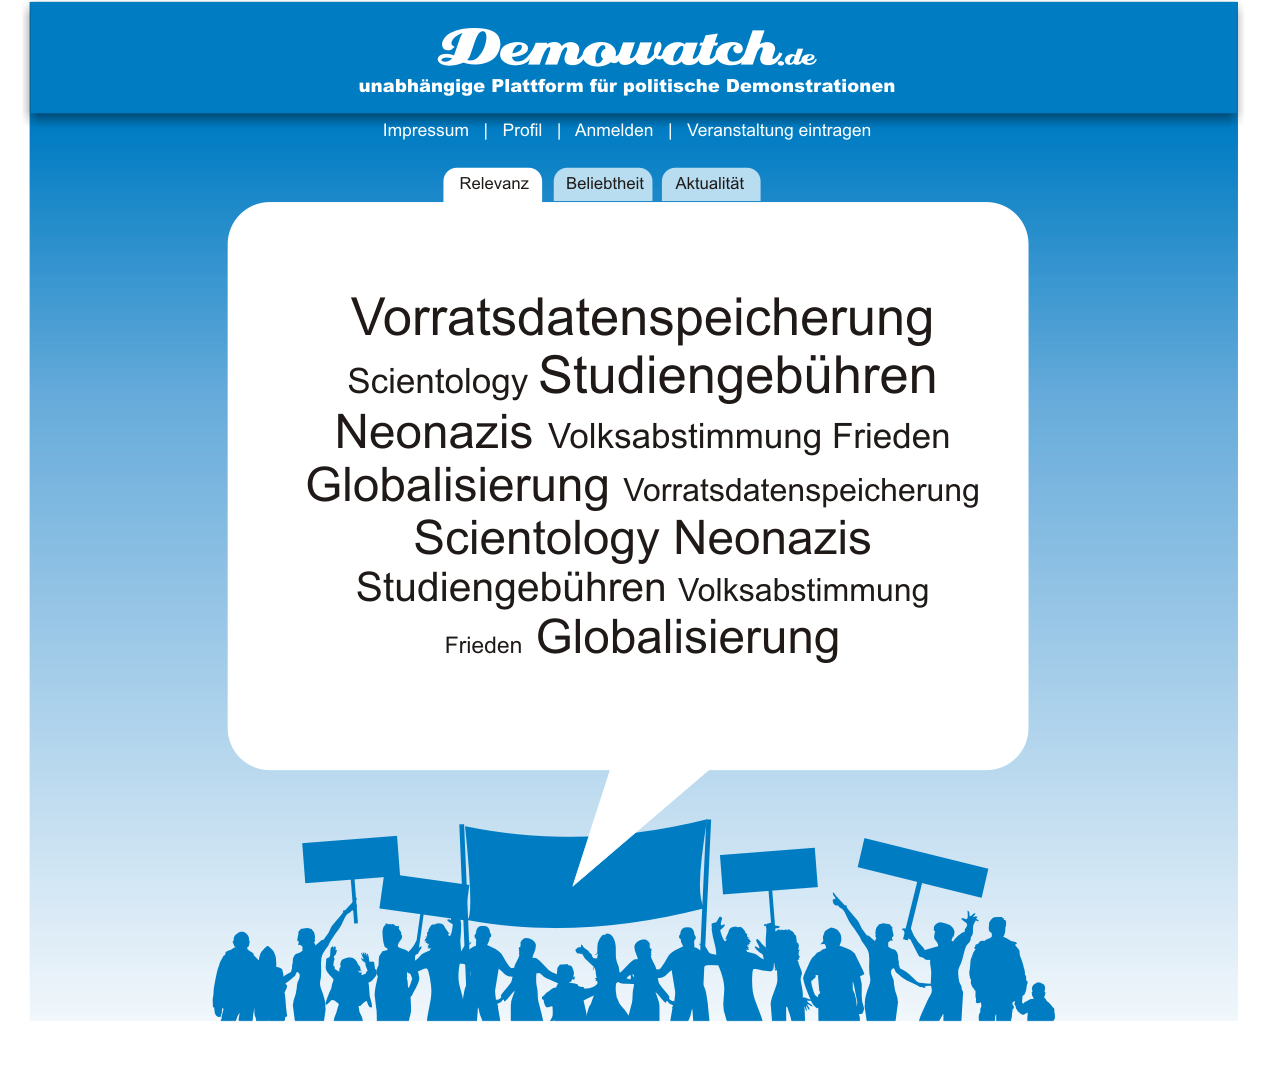 Demowatch.de
unabhängige Plattform für politische Demonstrationen
Impressum | Profil | Anmelden | Veranstaltung eintragen
Relevanz Beliebtheit Aktualität
Vorratsdatenspeicherung
Scientology Studiengebühren
Neonazis Volksabstimmung Frieden
Globalisierung Vorratsdatenspeicherung
Scientology Neonazis
Studiengebühren Volksabstimmung
Frieden Globalisierung